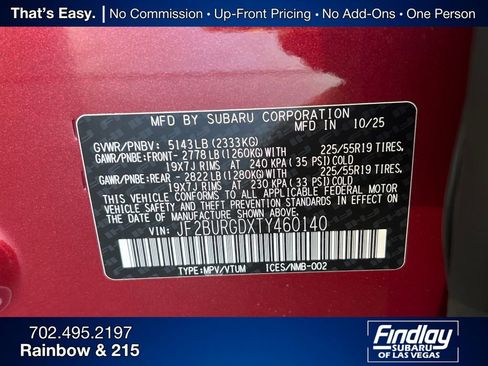 That's Easy. | No Commission • Up-Front Pricing • No Add-Ons • One Person
MFD BY SUBARU CORPORATION
MFD IN 10/25
GVWR/PNBV: 5143LB (2333KG)
GAWR/PNBE:FRONT- 2778 LB (1260KG) WITH 225/55R19 TIRES,
19X7J RIMS, AT 240 KPA (35 PSI) COLD
GAWR/PNBE:REAR - 2822 LB (1280KG) WITH 225/55R19 TIRES,
19X7J RIMS, AT 230 KPA (33 PSI) COLD
THIS VEHICLE CONFORMS TO ALL APPLICABLE FEDERAL MOTOR
VEHICLE SAFETY AND THEFT PREVENTION STANDARDS IN EFFECT ON
THE DATE OF MANUFACTURE SHOWN ABOVE.
VIN: JF2BURGDXTY460140
TYPE:MPV/VTUM ICES/NMB-002
702.495.2197
Rainbow & 215
Findlay
SUBARU
OF LAS VEGAS